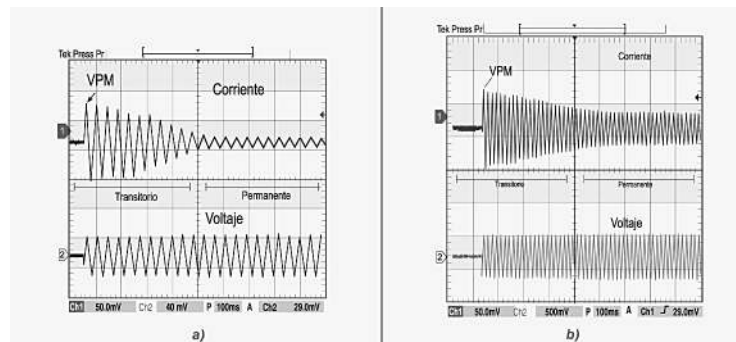 Tek Press Pr
VPM
Corriente
1
Transitorio
Permanente
Voltaje
2
Ch1 50.0mV Ch2 40 mV P 100ms A Ch2 29.0mV
a)
Tek Press Pr
VPM
Corriente
1
Transitorio
Permanente
Voltaje
2
Ch1 50.0mV Ch2 500mV P 100ms A Ch1 29.0mV
b)